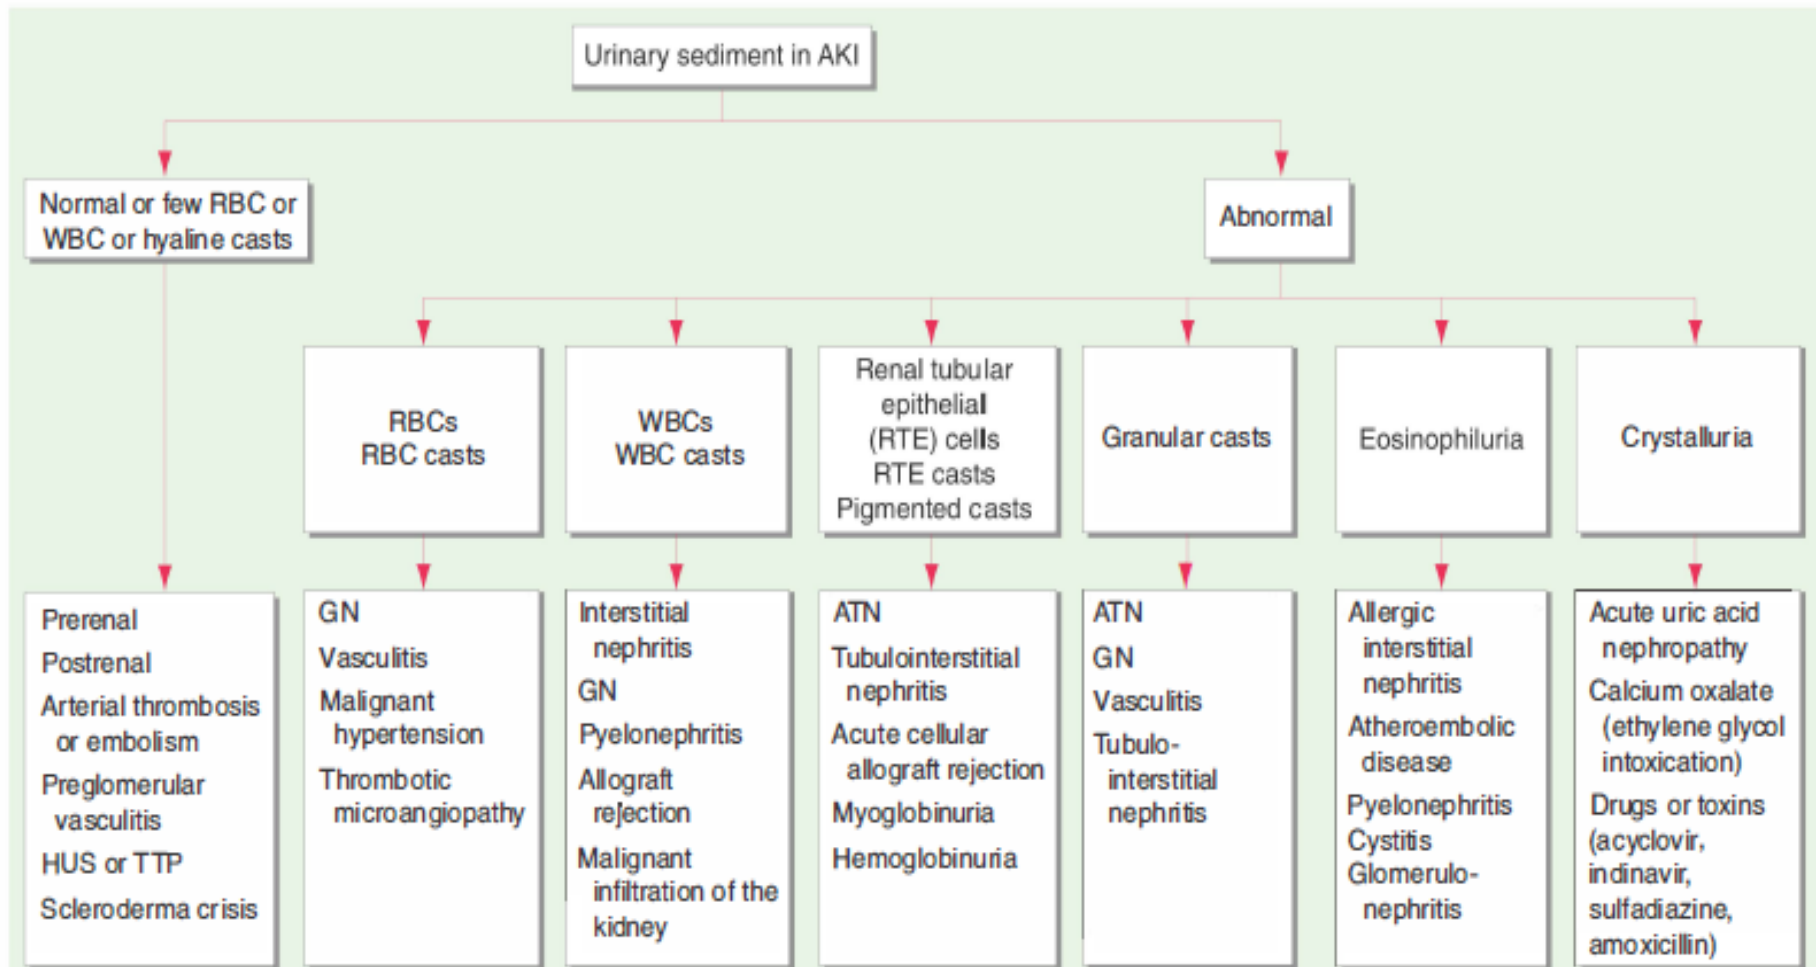 Urinary sediment in AKI
Normal or few RBC or
WBC or hyaline casts
Abnormal
RBCs
RBC casts
WBCs
WBC casts
Renal tubular
epithelial
(RTE) cells
RTE casts
Pigmented casts
Granular casts
Eosinophiluria
Crystalluria
Prerenal
Postrenal
Arterial thrombosis
or embolism
Preglomerular
vasculitis
HUS or TTP
Scleroderma crisis
GN
Vasculitis
Malignant
hypertension
Thrombotic
microangiopathy
Interstitial
nephritis
GN
Pyelonephritis
Allograft
rejection
Malignant
infiltration of the
kidney
ATN
Tubulointerstitial
nephritis
Acute cellular
allograft rejection
Myoglobinuria
Hemoglobinuria
ATN
GN
Vasculitis
Tubulo-
interstitial
nephritis
Allergic
interstitial
nephritis
Atheroembolic
disease
Pyelonephritis
Cystitis
Glomerulo-
nephritis
Acute uric acid
nephropathy
Calcium oxalate
(ethylene glycol
intoxication)
Drugs or toxins
(acyclovir,
indinavir,
sulfadiazine,
amoxicillin)